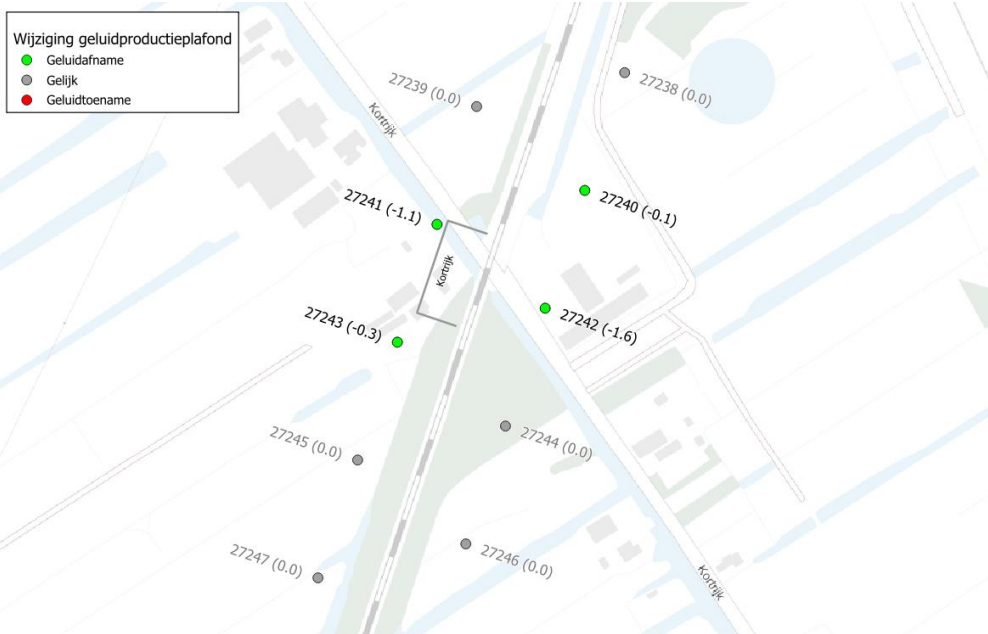 Wijziging geluidproductieplafond
Geluidafname
Gelijk
Geluidtoename
27239 (0.0)
27238 (0.0)
Kortrijk
27241 (-1.1)
27240 (-0.1)
Kortrijk
27243 (-0.3)
27242 (-1.6)
27245 (0.0)
27244 (0.0)
27247 (0.0)
27246 (0.0)
Kortrijk